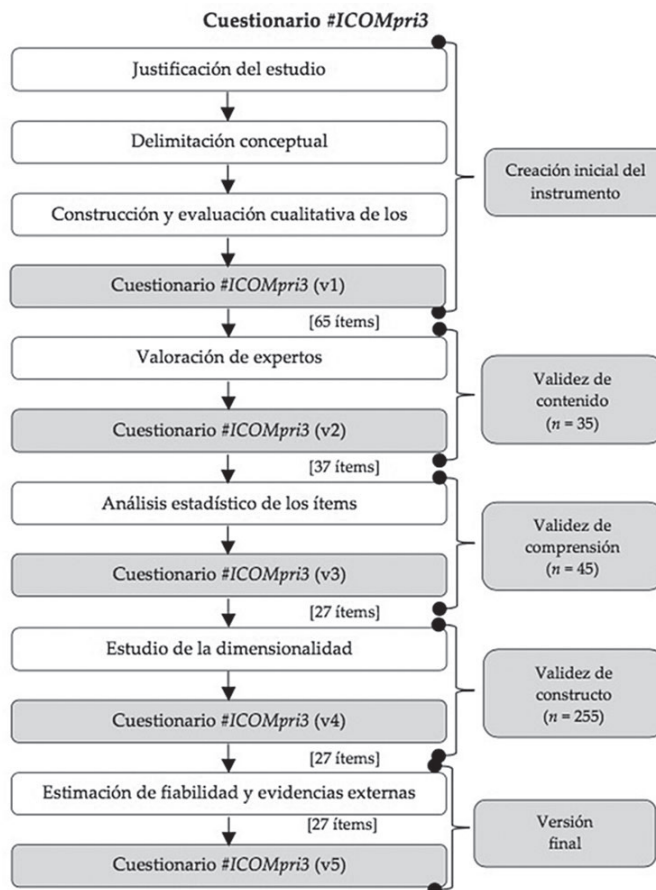 Cuestionario #ICOMpri3
Justificación del estudio
Delimitación conceptual
Construcción y evaluación cualitativa de los
Cuestionario #ICOMpri3 (v1)
Creación inicial del
instrumento
[65 ítems]
Valoración de expertos
Cuestionario #ICOMpri3 (v2)
Validez de
contenido
(n = 35)
[37 ítems]
Análisis estadístico de los ítems
Cuestionario #ICOMpri3 (v3)
Validez de
comprensión
(n = 45)
[27 ítems]
Estudio de la dimensionalidad
Cuestionario #ICOMpri3 (v4)
Validez de
constructo
(n = 255)
[27 ítems]
Estimación de fiabilidad y evidencias externas
[27 ítems]
Cuestionario #ICOMpri3 (v5)
Versión
final